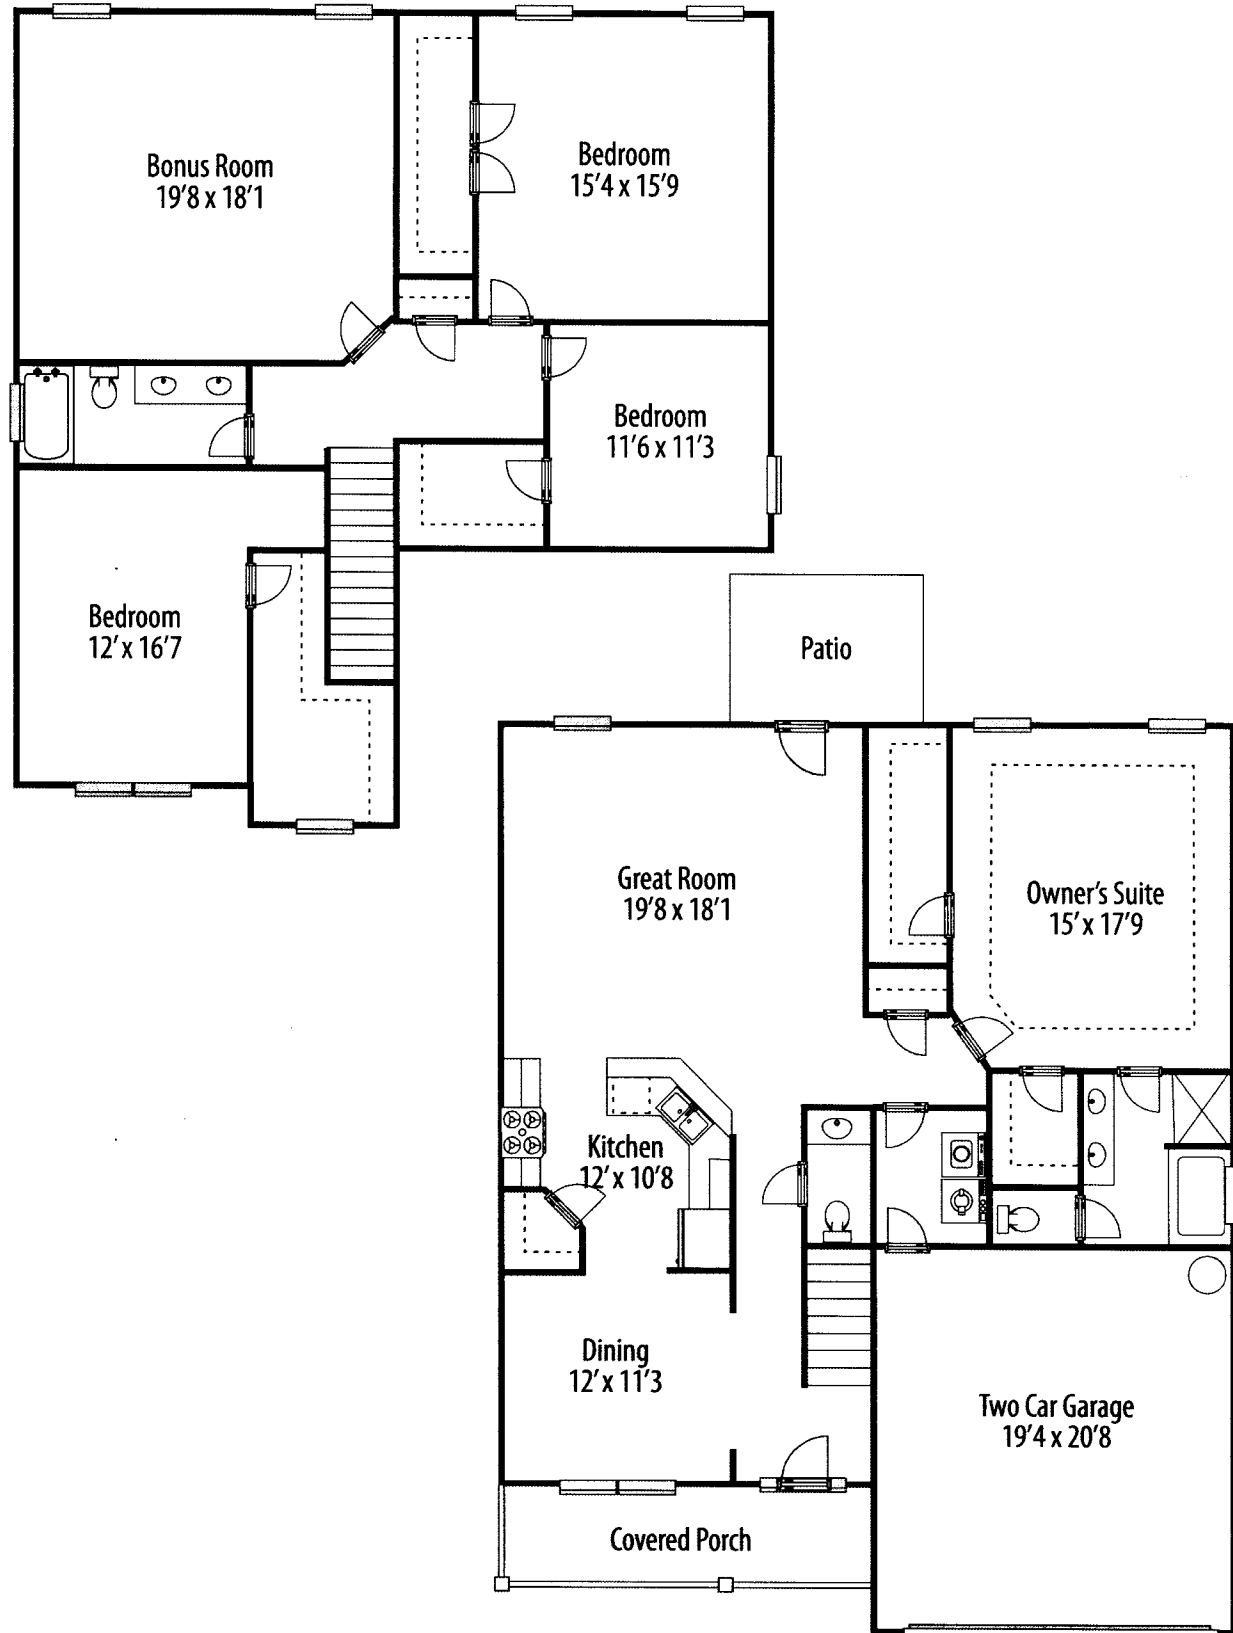 Bonus Room
19'8 x 18'1
Bedroom
15'4 x 15'9
Bedroom
11'6 x 11'3
Bedroom
12' x 16'7
Patio
Great Room
19'8 x 18'1
Owner's Suite
15' x 17'9
Kitchen
12' x 10'8
Dining
12' x 11'3
Two Car Garage
19'4 x 20'8
Covered Porch